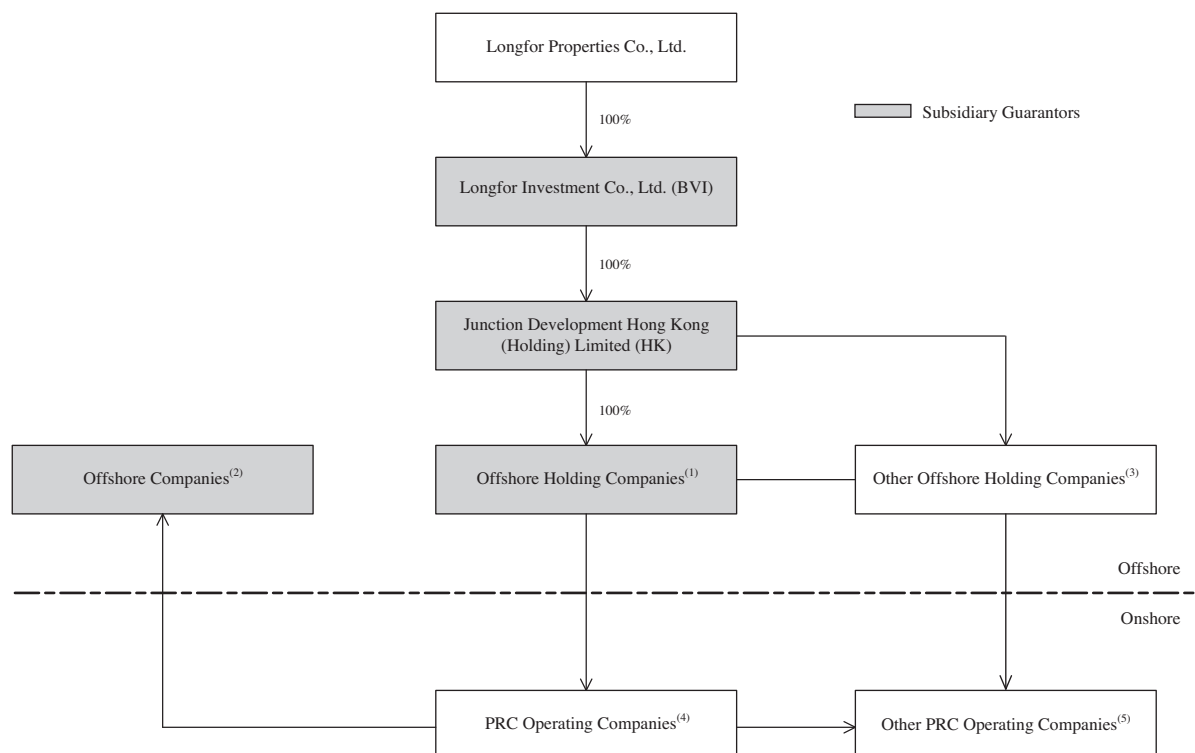 Longfor Properties Co., Ltd.
Subsidiary Guarantors
100%
Longfor Investment Co., Ltd. (BVI)
100%
Junction Development Hong Kong
(Holding) Limited (HK)
100%
Offshore Companies(2)
Offshore Holding Companies(1)
Other Offshore Holding Companies(3)
Offshore
Onshore
PRC Operating Companies(4)
Other PRC Operating Companies(5)